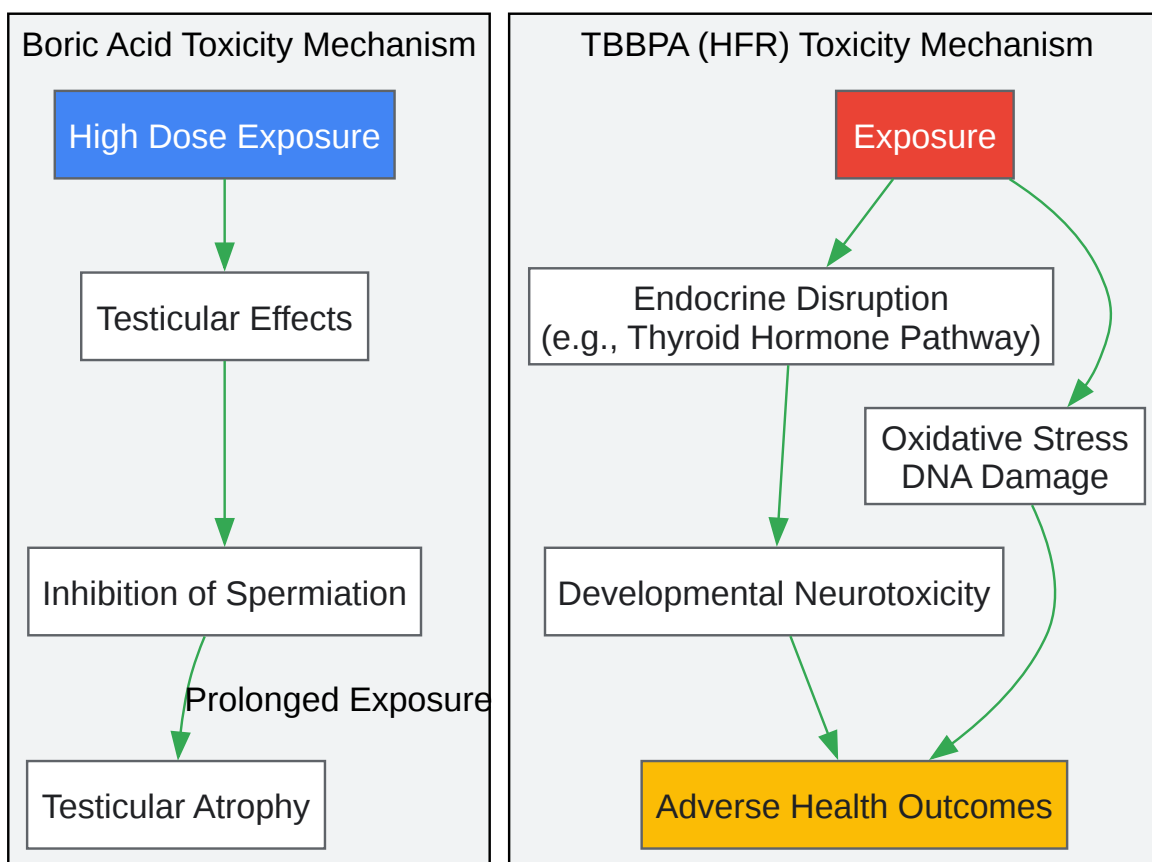 Boric Acid Toxicity Mechanism
High Dose Exposure
Testicular Effects
Inhibition of Spermiation
Prolonged Exposure
Testicular Atrophy
TBBPA (HFR) Toxicity Mechanism
Exposure
Endocrine Disruption
(e.g., Thyroid Hormone Pathway)
Oxidative Stress
DNA Damage
Developmental Neurotoxicity
Adverse Health Outcomes